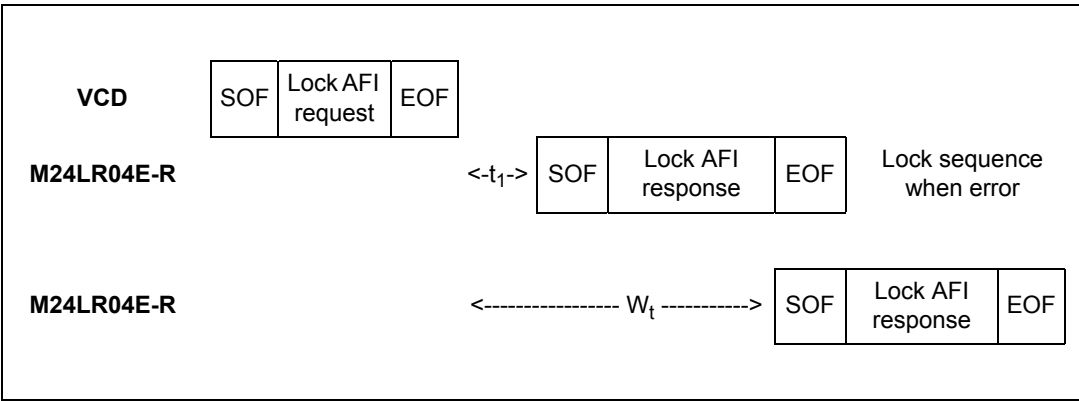 VCD SOF Lock AFI request EOF
M24LR04E-R <-t1-> SOF Lock AFI response EOF Lock sequence when error
M24LR04E-R <----------------- Wt -----------> SOF Lock AFI response EOF